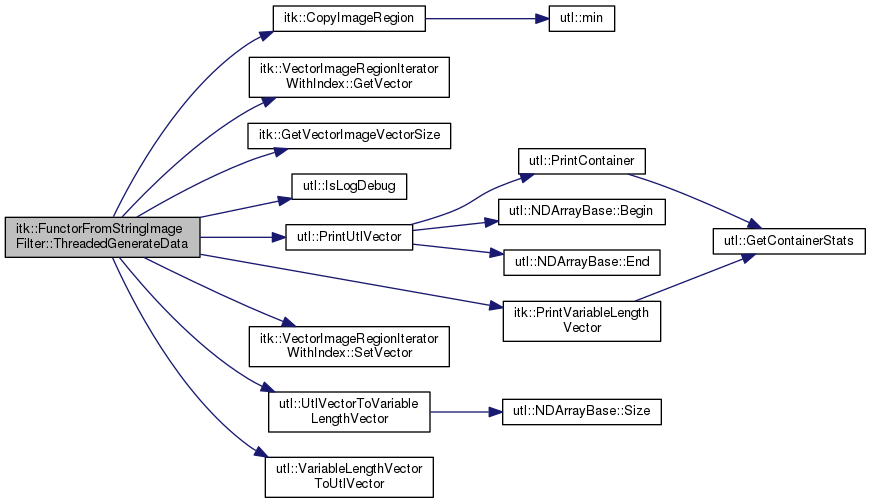 itk::FunctorFromStringImage
Filter::ThreadedGenerateData
itk::CopyImageRegion
utl::min
itk::VectorImageRegionIterator
WithIndex::GetVector
itk::GetVectorImageVectorSize
utl::IsLogDebug
utl::PrintUtlVector
utl::PrintContainer
utl::NDArrayBase::Begin
utl::NDArrayBase::End
utl::GetContainerStats
itk::PrintVariableLength
Vector
itk::VectorImageRegionIterator
WithIndex::SetVector
utl::UtlVectorToVariable
LengthVector
utl::NDArrayBase::Size
utl::VariableLengthVector
ToUtlVector